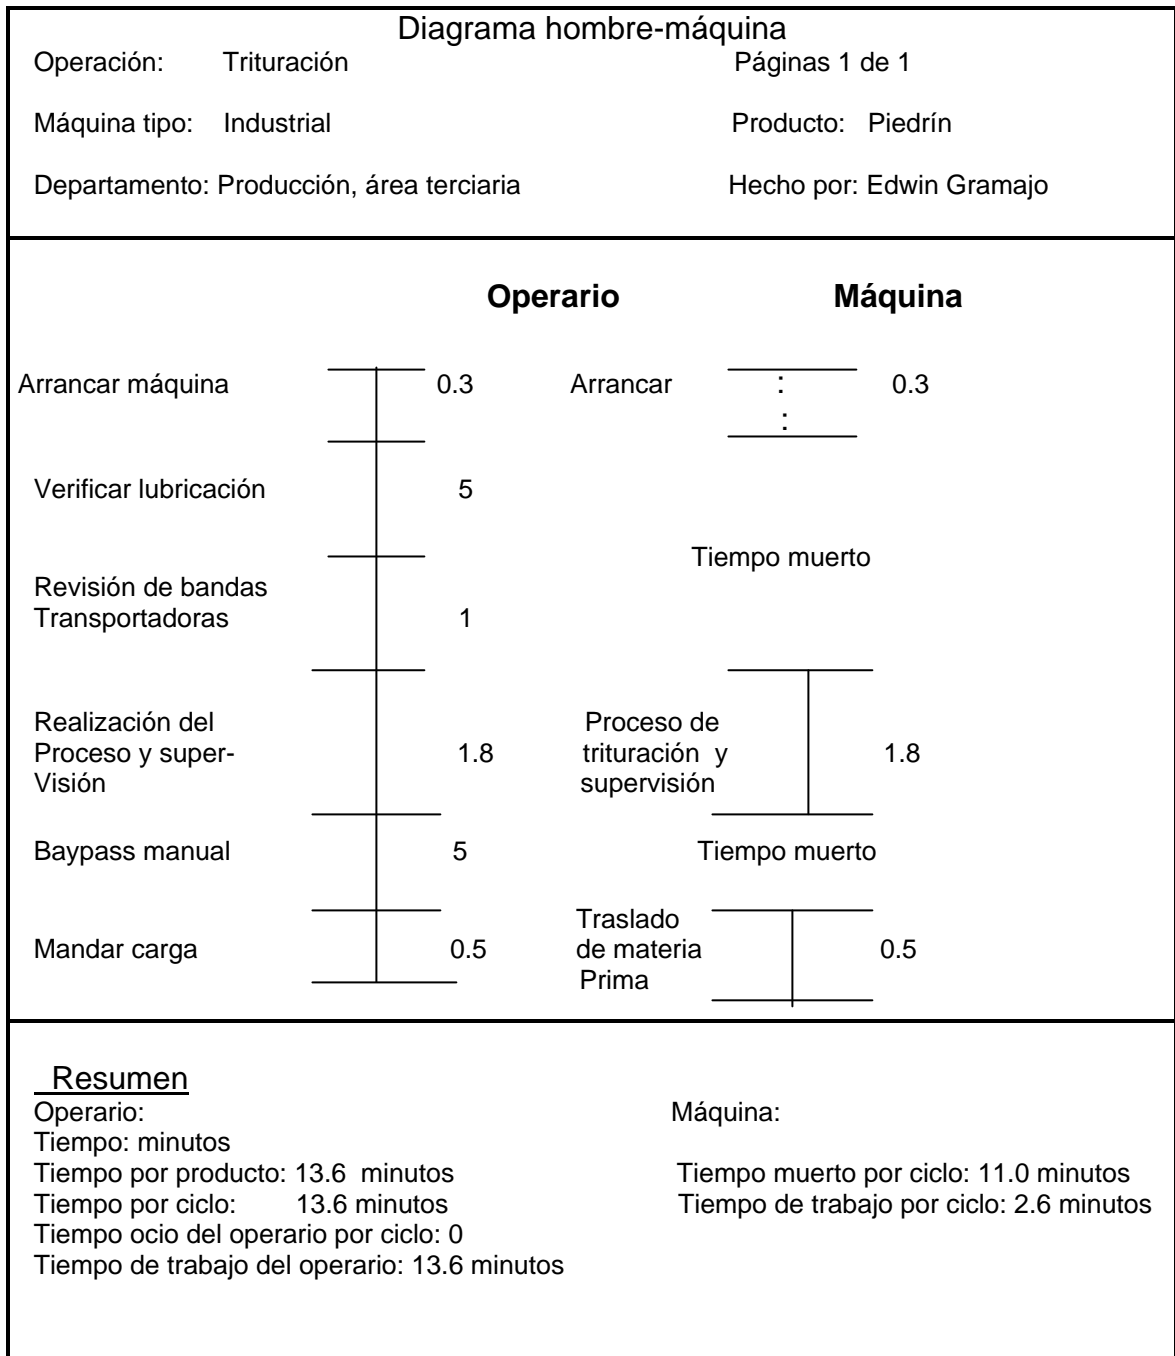 Diagrama hombre-máquina
Operación: Trituración Páginas 1 de 1
Máquina tipo: Industrial Producto: Piedrín
Departamento: Producción, área terciaria Hecho por: Edwin Gramajo
Operario Máquina
Arrancar máquina 0.3 Arrancar : 0.3
:
Verificar lubricación 5
Tiempo muerto
Revisión de bandas
Transportadoras 1
Realización del Proceso de
Proceso y super- 1.8 trituración y 1.8
Visión supervisión
Baypass manual 5 Tiempo muerto
Traslado
Mandar carga 0.5 de materia 0.5
Prima
Resumen
Operario: Máquina:
Tiempo: minutos
Tiempo por producto: 13.6 minutos Tiempo muerto por ciclo: 11.0 minutos
Tiempo por ciclo: 13.6 minutos Tiempo de trabajo por ciclo: 2.6 minutos
Tiempo ocio del operario por ciclo: 0
Tiempo de trabajo del operario: 13.6 minutos